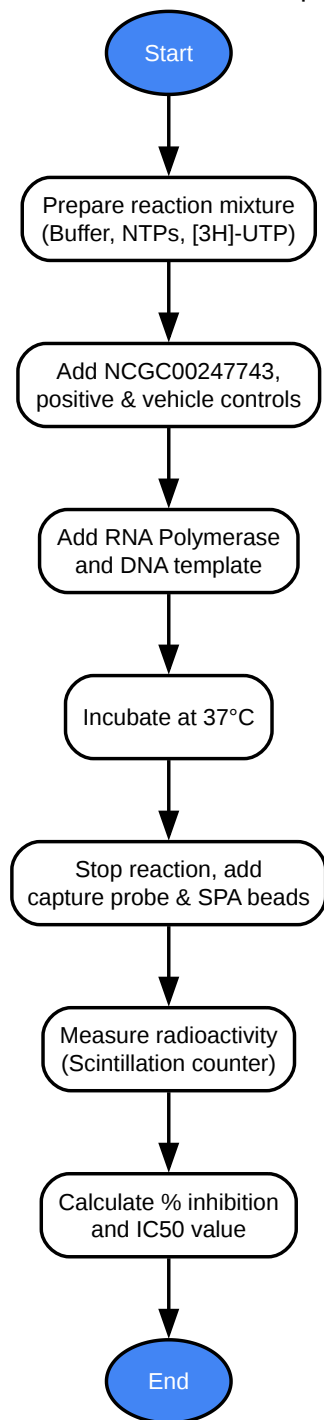 Start
Prepare reaction mixture
(Buffer, NTPs, [3H]-UTP)
Add NCGC00247743,
positive & vehicle controls
Add RNA Polymerase
and DNA template
Incubate at 37°C
Stop reaction, add
capture probe & SPA beads
Measure radioactivity
(Scintillation counter)
Calculate % inhibition
and IC50 value
End